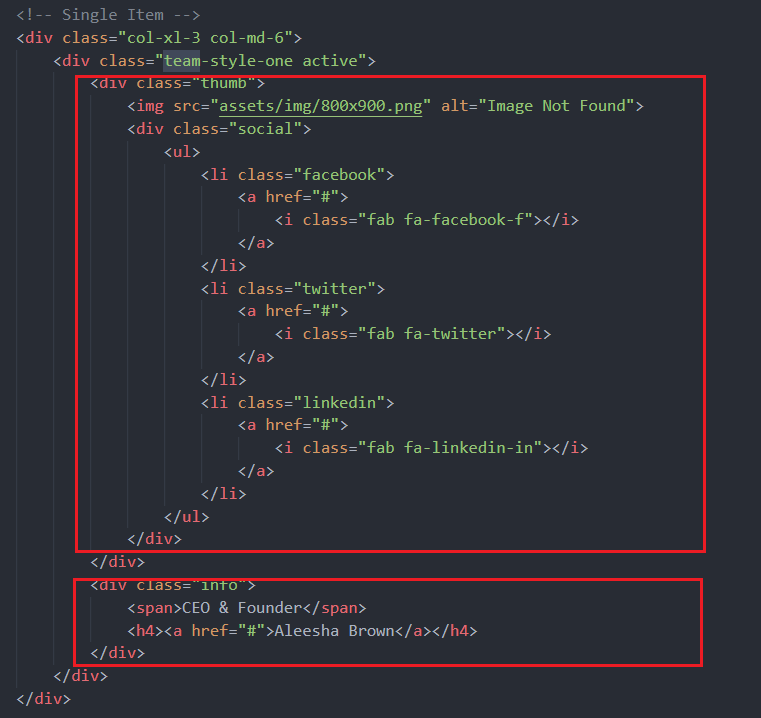 <!-- Single Item -->
<div class="col-xl-3 col-md-6">
    <div class="team-style-one active">
        <div class="thumb">
            <img src="assets/img/800x900.png" alt="Image Not Found">
            <div class="social">
                <ul>
                    <li class="facebook">
                        <a href="#">
                            <i class="fab fa-facebook-f"></i>
                        </a>
                    </li>
                    <li class="twitter">
                        <a href="#">
                            <i class="fab fa-twitter"></i>
                        </a>
                    </li>
                    <li class="linkedin">
                        <a href="#">
                            <i class="fab fa-linkedin-in"></i>
                        </a>
                    </li>
                </ul>
            </div>
        </div>
        <div class="info">
            <span>CEO & Founder</span>
            <h4><a href="#">Aleesha Brown</a></h4>
        </div>
    </div>
</div>